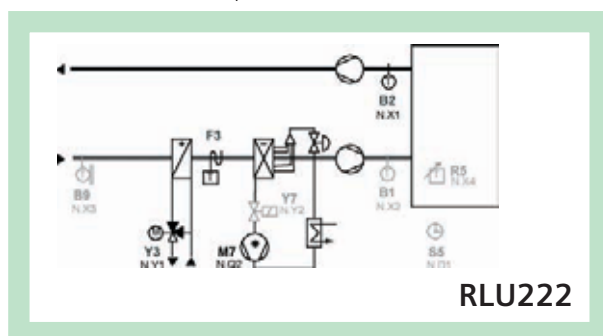 B2
N.X1
F3
T
B9
N.X3
Y7
N.Y2
B1
N.X2
R5
N.X4
M
Y3
N.Y1
M7
N.Q2
S5
N.D1
RLU222